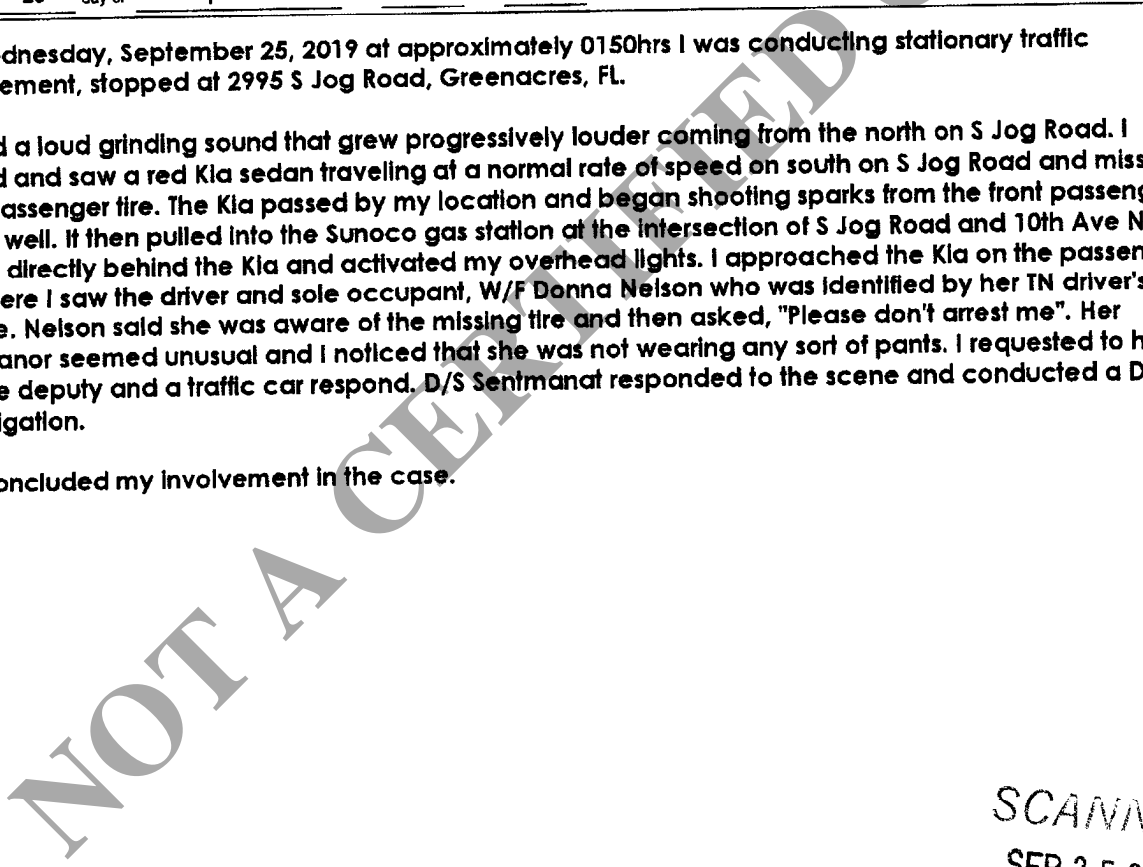 day of
dnesday, September 25, 2019 at approximately 0150hrs I was conducting stationary traffic
ement, stopped at 2995 S Jog Road, Greenacres, FL.
d a loud grinding sound that grew progressively louder coming from the north on S Jog Road. I
d and saw a red Kia sedan traveling at a normal rate of speed on south on S Jog Road and miss
assenger tire. The Kia passed by my location and began shooting sparks from the front passeng
well. It then pulled into the Sunoco gas station at the intersection of S Jog Road and 10th Ave N
directly behind the Kia and activated my overhead lights. I approached the Kia on the passen
ere I saw the driver and sole occupant, W/F Donna Nelson who was identified by her TN driver's
e. Nelson said she was aware of the missing tire and then asked, "Please don't arrest me". Her
anor seemed unusual and I noticed that she was not wearing any sort of pants. I requested to h
e deputy and a traffic car respond. D/S Sentmanat responded to the scene and conducted a D
igation.
oncluded my involvement in the case.
NOT A CERTIFIED
SCANN
SEP 25